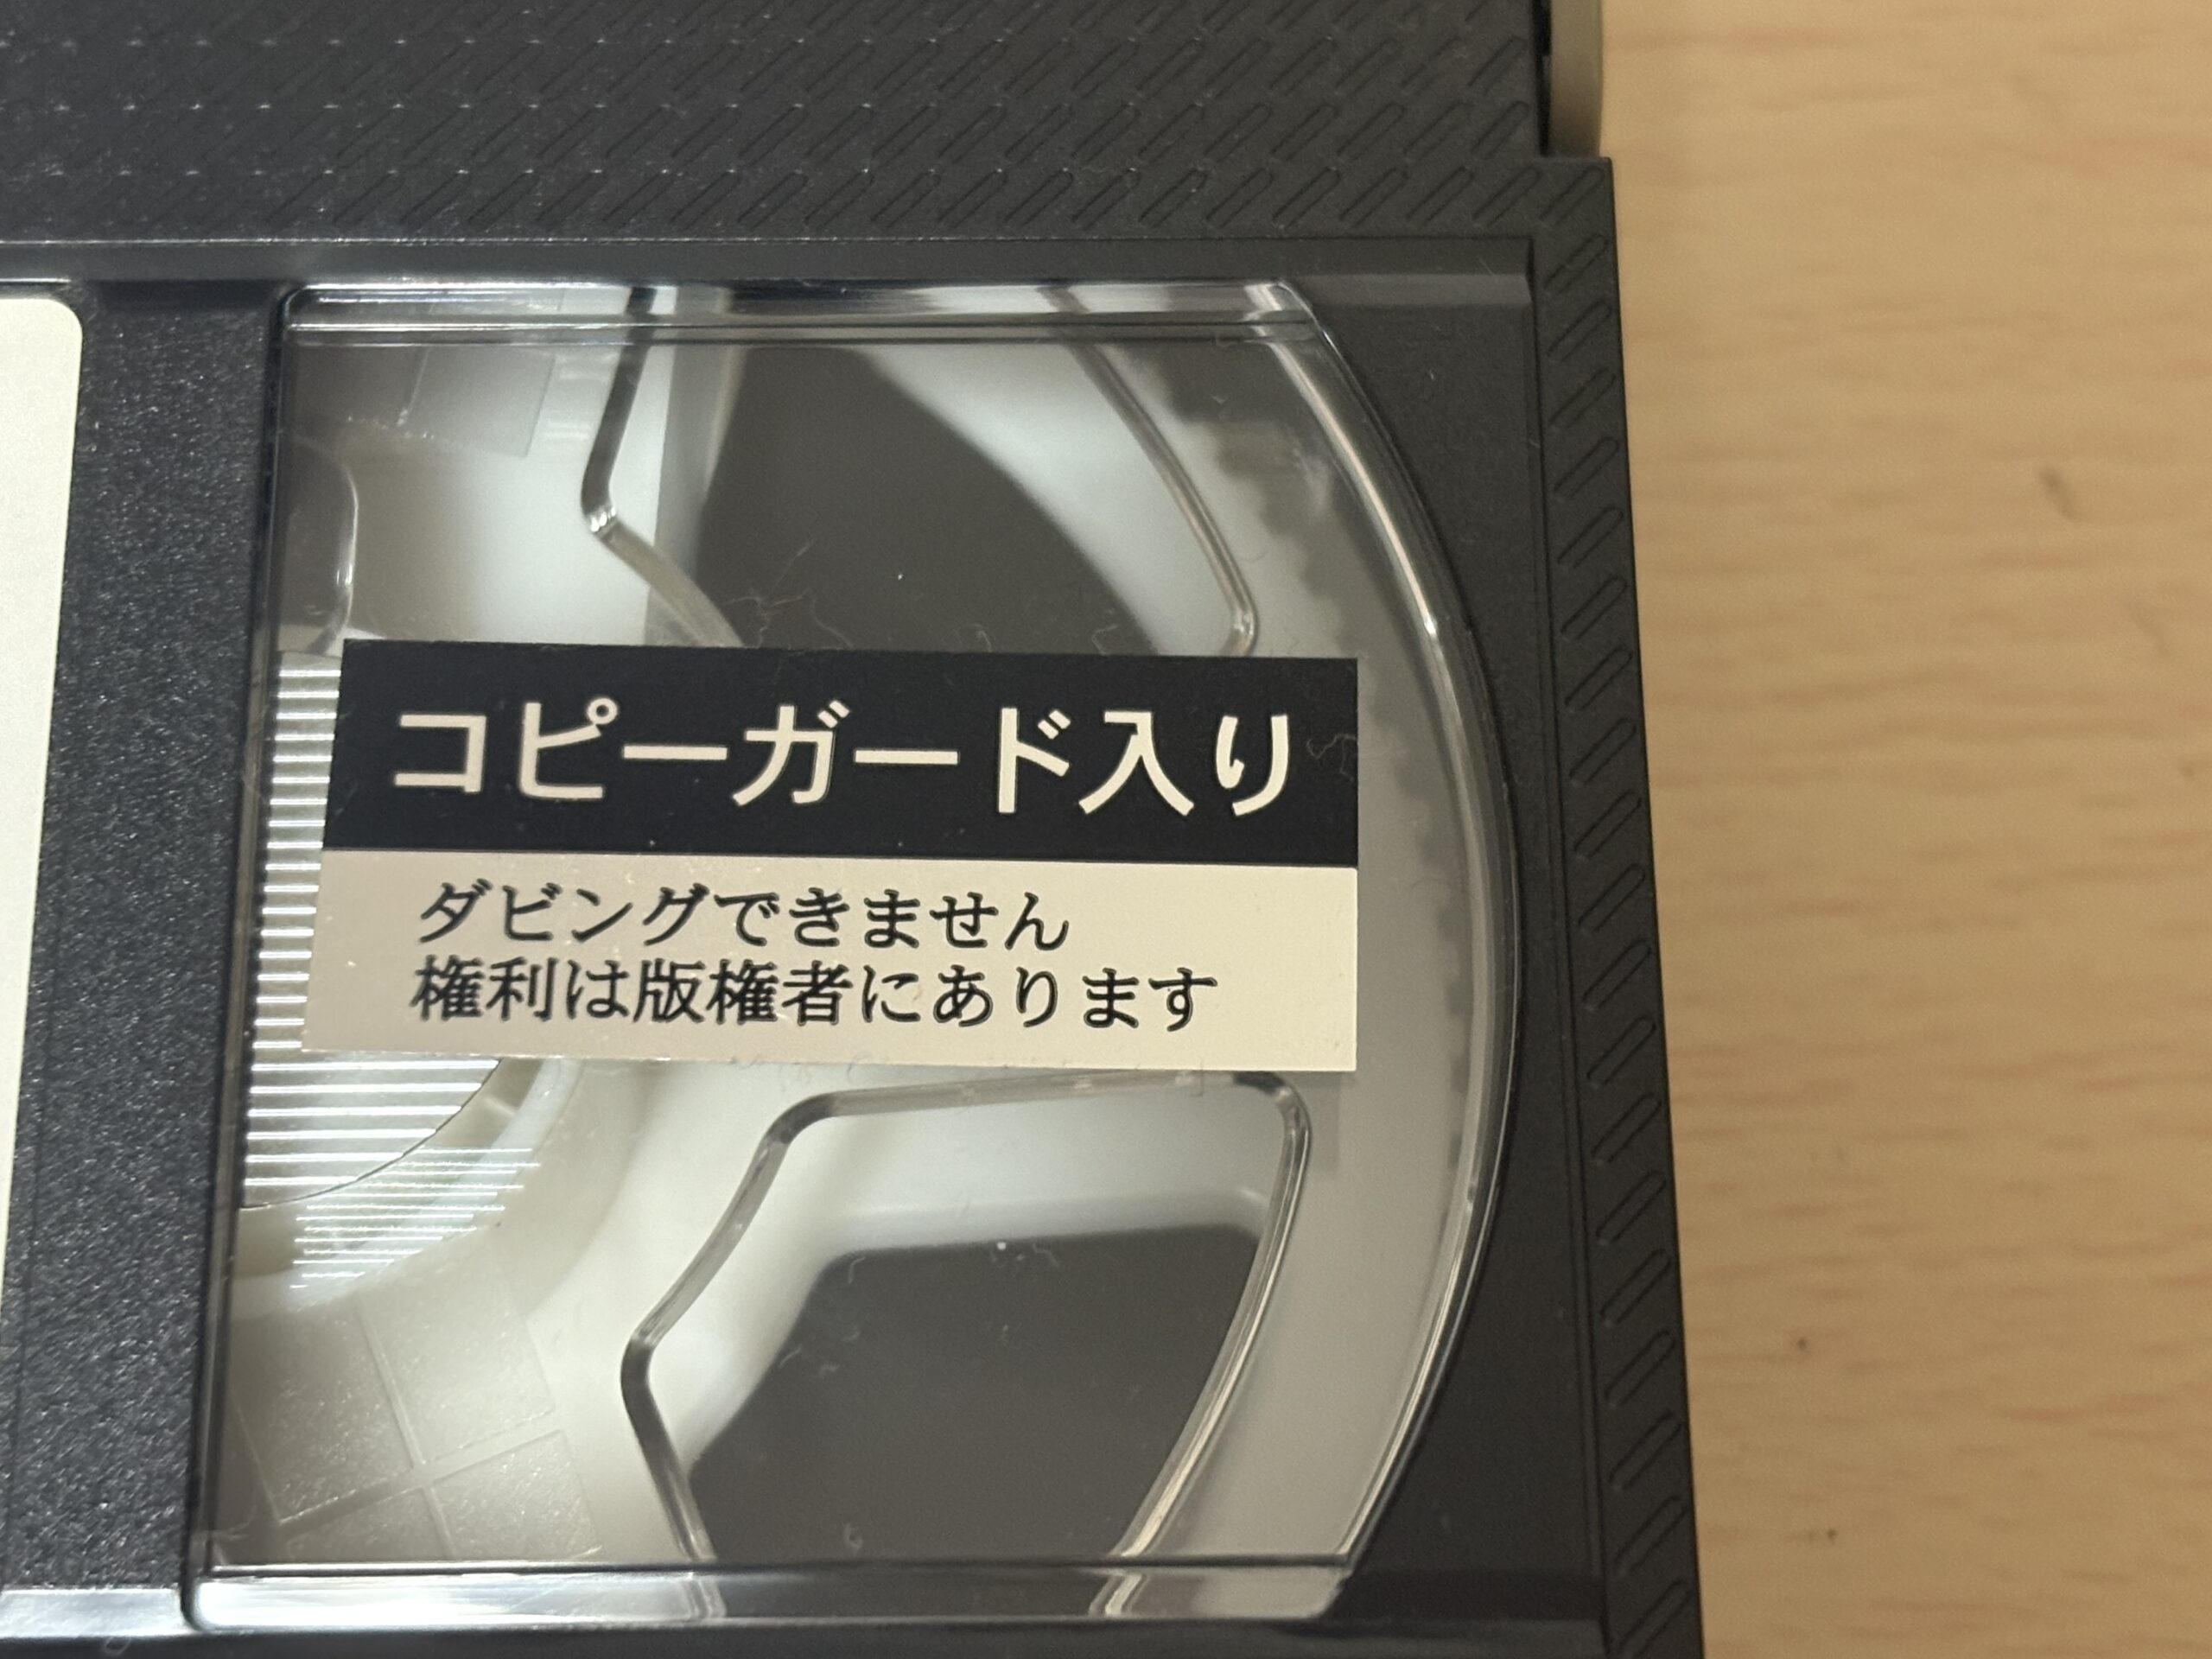 コピーガード入り
ダビングできません
権利は版権者にあります